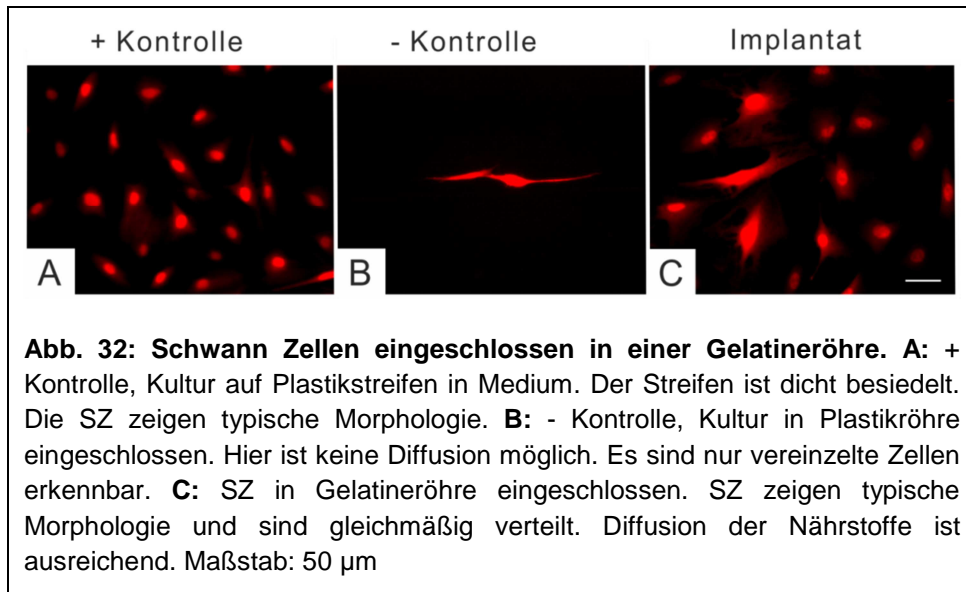 + Kontrolle - Kontrolle Implantat
A B C
Abb. 32: Schwann Zellen eingeschlossen in einer Gelatineröhre. A: +
Kontrolle, Kultur auf Plastikstreifen in Medium. Der Streifen ist dicht besiedelt.
Die SZ zeigen typische Morphologie. B: - Kontrolle, Kultur in Plastikröhre
eingeschlossen. Hier ist keine Diffusion möglich. Es sind nur vereinzelte Zellen
erkennbar. C: SZ in Gelatineröhre eingeschlossen. SZ zeigen typische
Morphologie und sind gleichmäßig verteilt. Diffusion der Nährstoffe ist
ausreichend. Maßstab: 50 µm